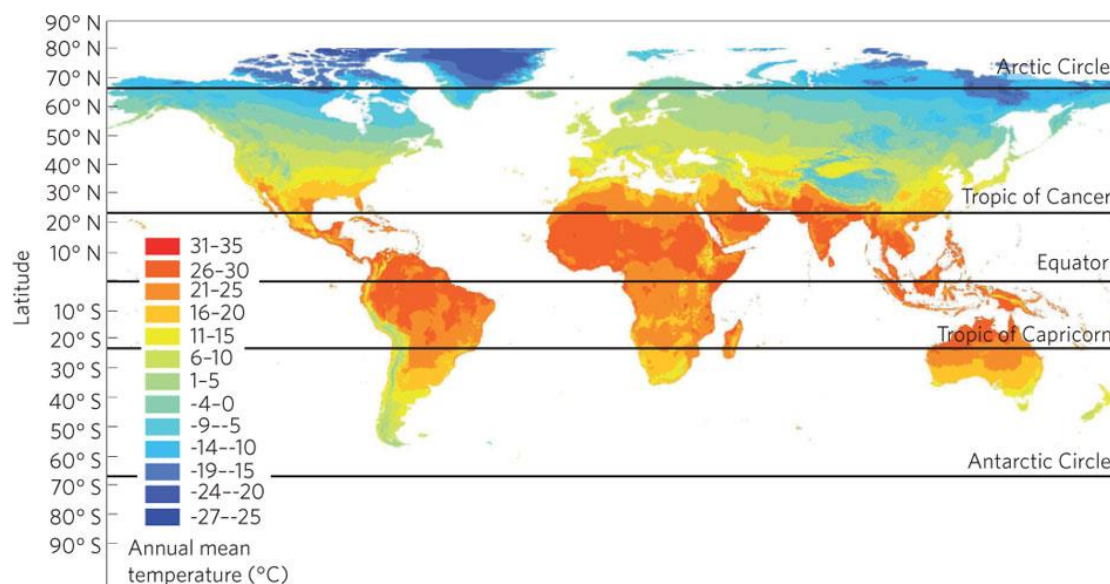 90° N
80° N
70° N
60° N
50° N
40° N
30° N
20° N
10° N
10° S
20° S
30° S
40° S
50° S
60° S
70° S
80° S
90° S
Latitude
Arctic Circle
Tropic of Cancer
Equator
Tropic of Capricorn
Antarctic Circle
31–35
26–30
21–25
16–20
11–15
6–10
1–5
-4–0
-9–-5
-14–-10
-19–-15
-24–-20
-27–-25
Annual mean
temperature (°C)